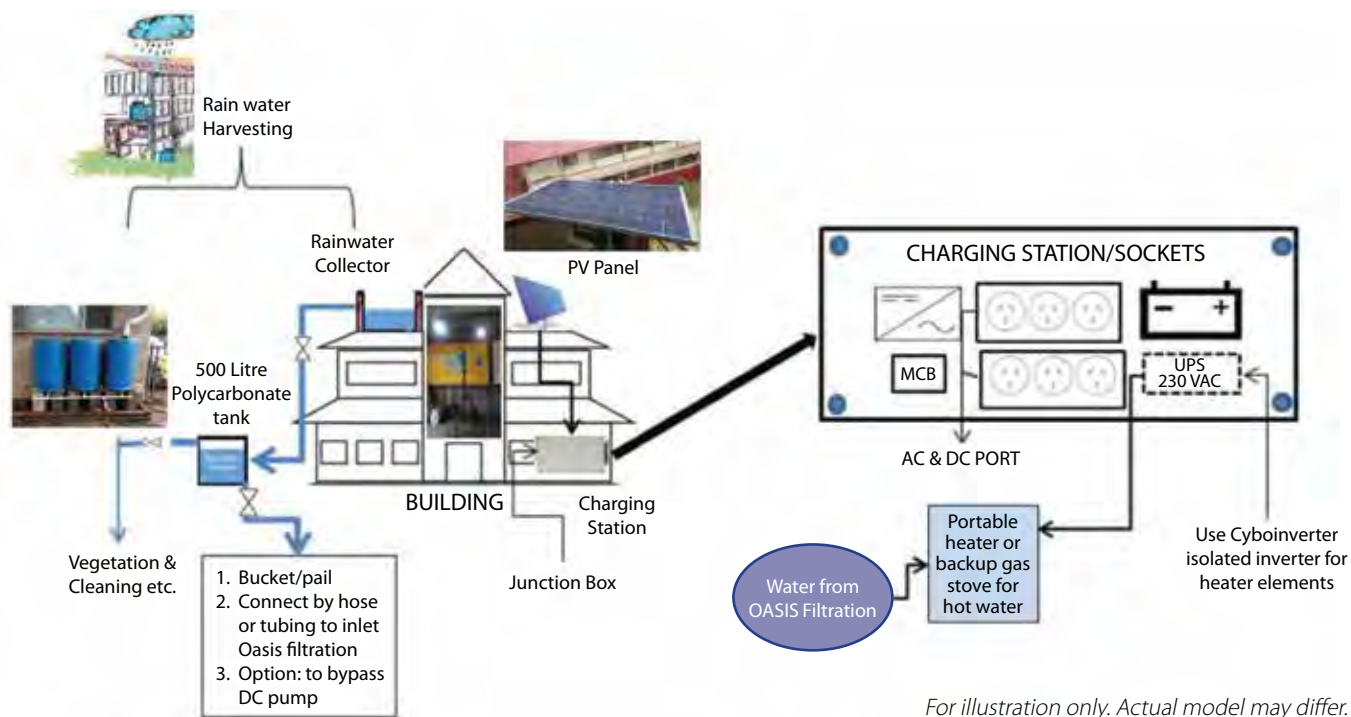 Rain water
Harvesting
Rainwater
Collector
PV Panel
500 Litre
Polycarbonate
tank
BUILDING
Charging
Station
Junction Box
Vegetation &
Cleaning etc.
1. Bucket/pail
2. Connect by hose
or tubing to inlet
Oasis filtration
3. Option: to bypass
DC pump
CHARGING STATION/SOCKETS
MCB
UPS
230 VAC
AC & DC PORT
Water from
OASIS Filtration
Portable
heater or
backup gas
stove for
hot water
Use Cyboinverter
isolated inverter for
heater elements
For illustration only. Actual model may differ.